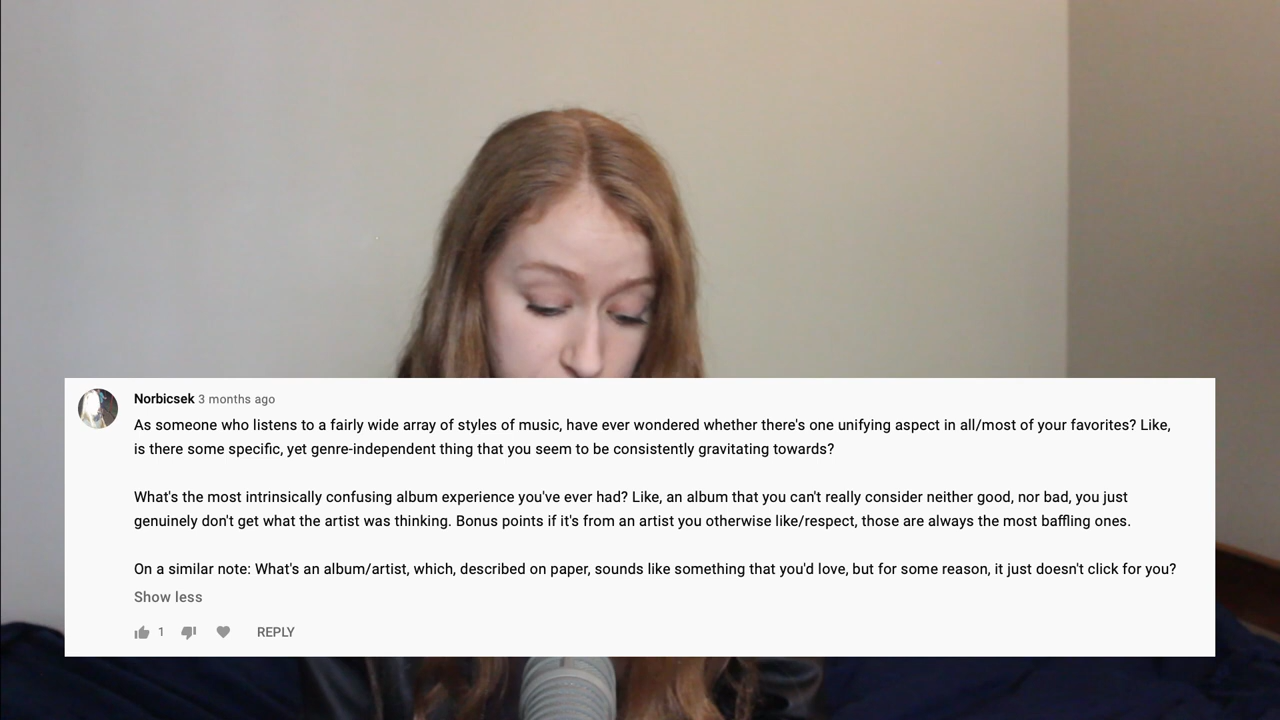 Norbicsek 3 months ago
As someone who listens to a fairly wide array of styles of music, have ever wondered whether there's one unifying aspect in all/most of your favorites? Like,
is there some specific, yet genre-independent thing that you seem to be consistently gravitating towards?
What's the most intrinsically confusing album experience you've ever had? Like, an album that you can't really consider neither good, nor bad, you just
genuinely don't get what the artist was thinking. Bonus points if it's from an artist you otherwise like/respect, those are always the most baffling ones.
On a similar note: What's an album/artist, which, described on paper, sounds like something that you'd love, but for some reason, it just doesn't click for you?
Show less
1 REPLY